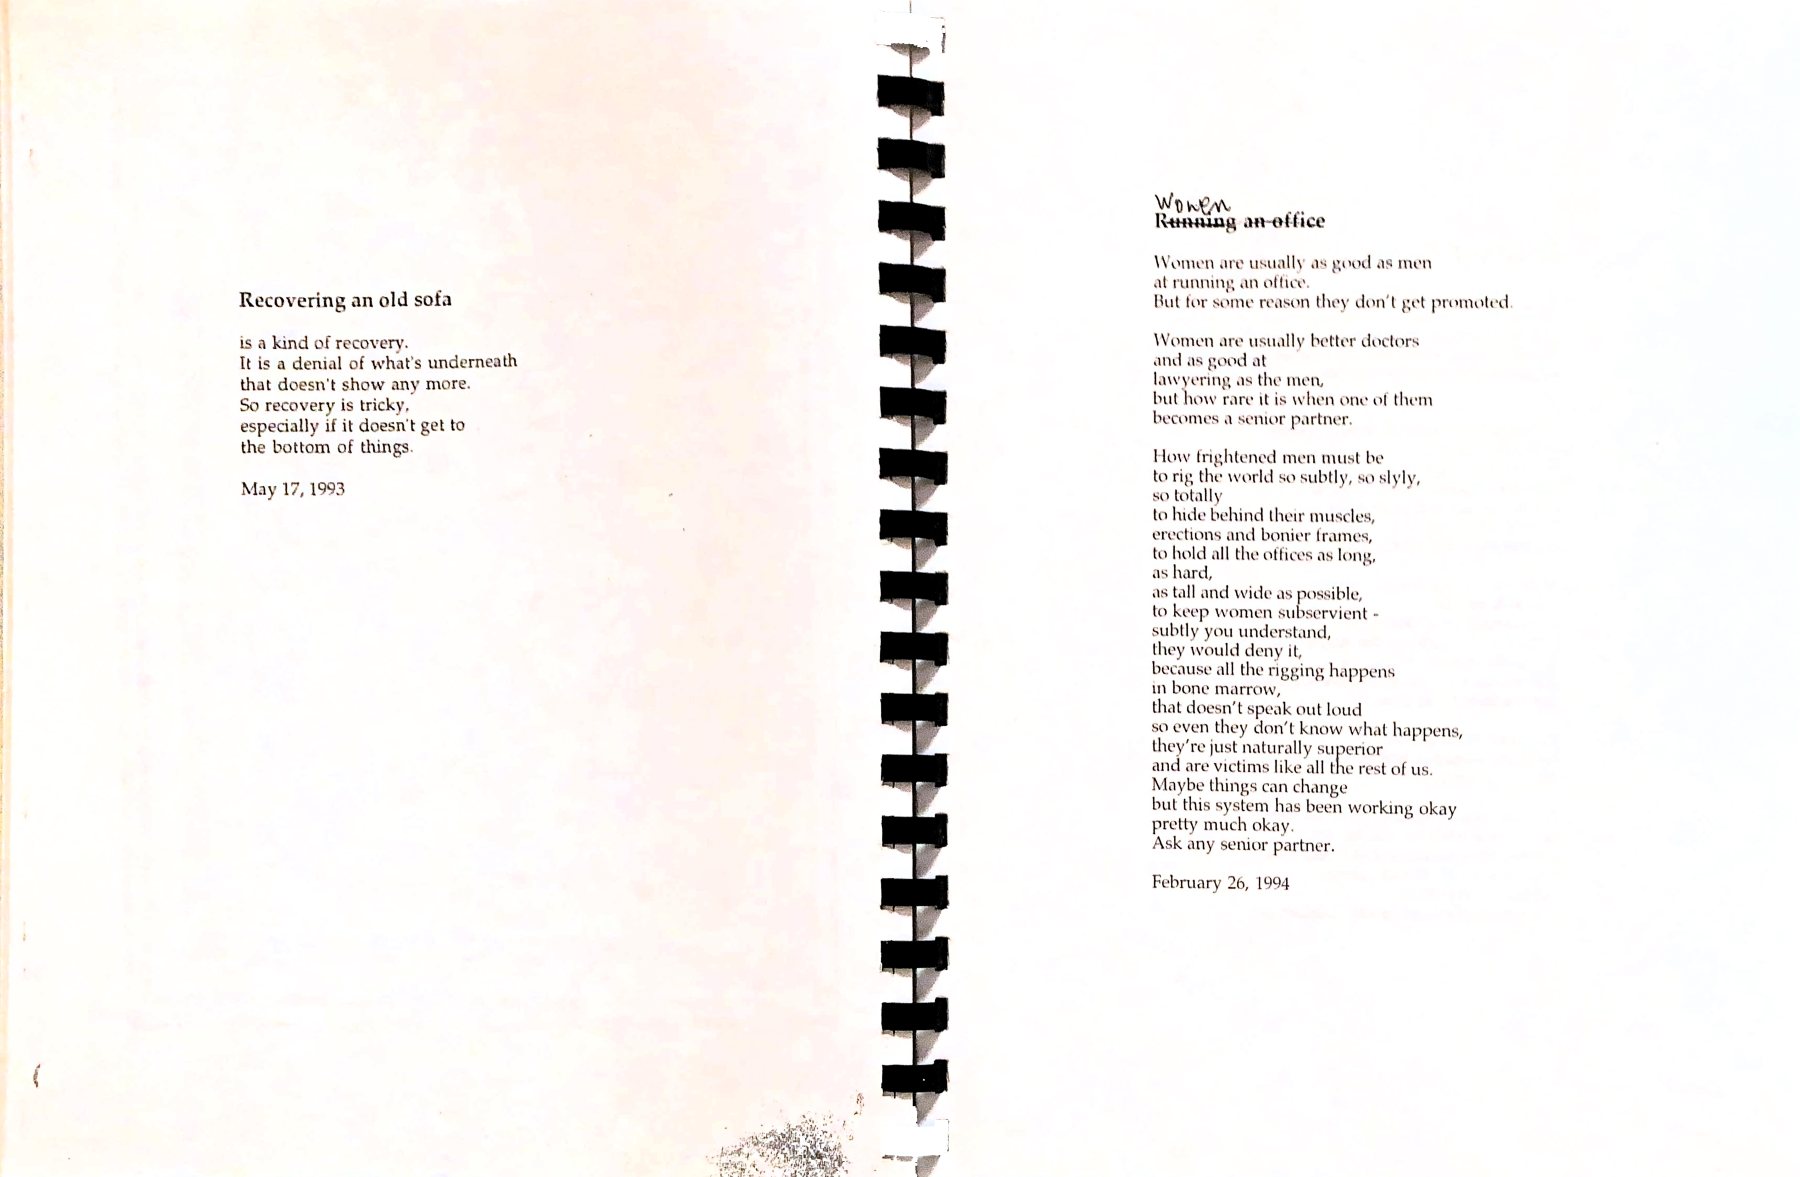 Recovering an old sofa
is a kind of recovery.
It is a denial of what's underneath
that doesn't show any more.
So recovery is tricky,
especially if it doesn't get to
the bottom of things.
May 17, 1993
Women
Running an office
Women are usually as good as men
at running an office.
But for some reason they don't get promoted.
Women are usually better doctors
and as good at
lawyering as the men,
but how rare it is when one of them
becomes a senior partner.
How frightened men must be
to rig the world so subtly, so slyly,
so totally
to hide behind their muscles,
erections and bonier frames,
to hold all the offices as long,
as hard,
as tall and wide as possible,
to keep women subservient -
subtly you understand,
they would deny it,
because all the rigging happens
in bone marrow,
that doesn't speak out loud
so even they don't know what happens,
they're just naturally superior
and are victims like all the rest of us.
Maybe things can change
but this system has been working okay
pretty much okay.
Ask any senior partner.
February 26, 1994